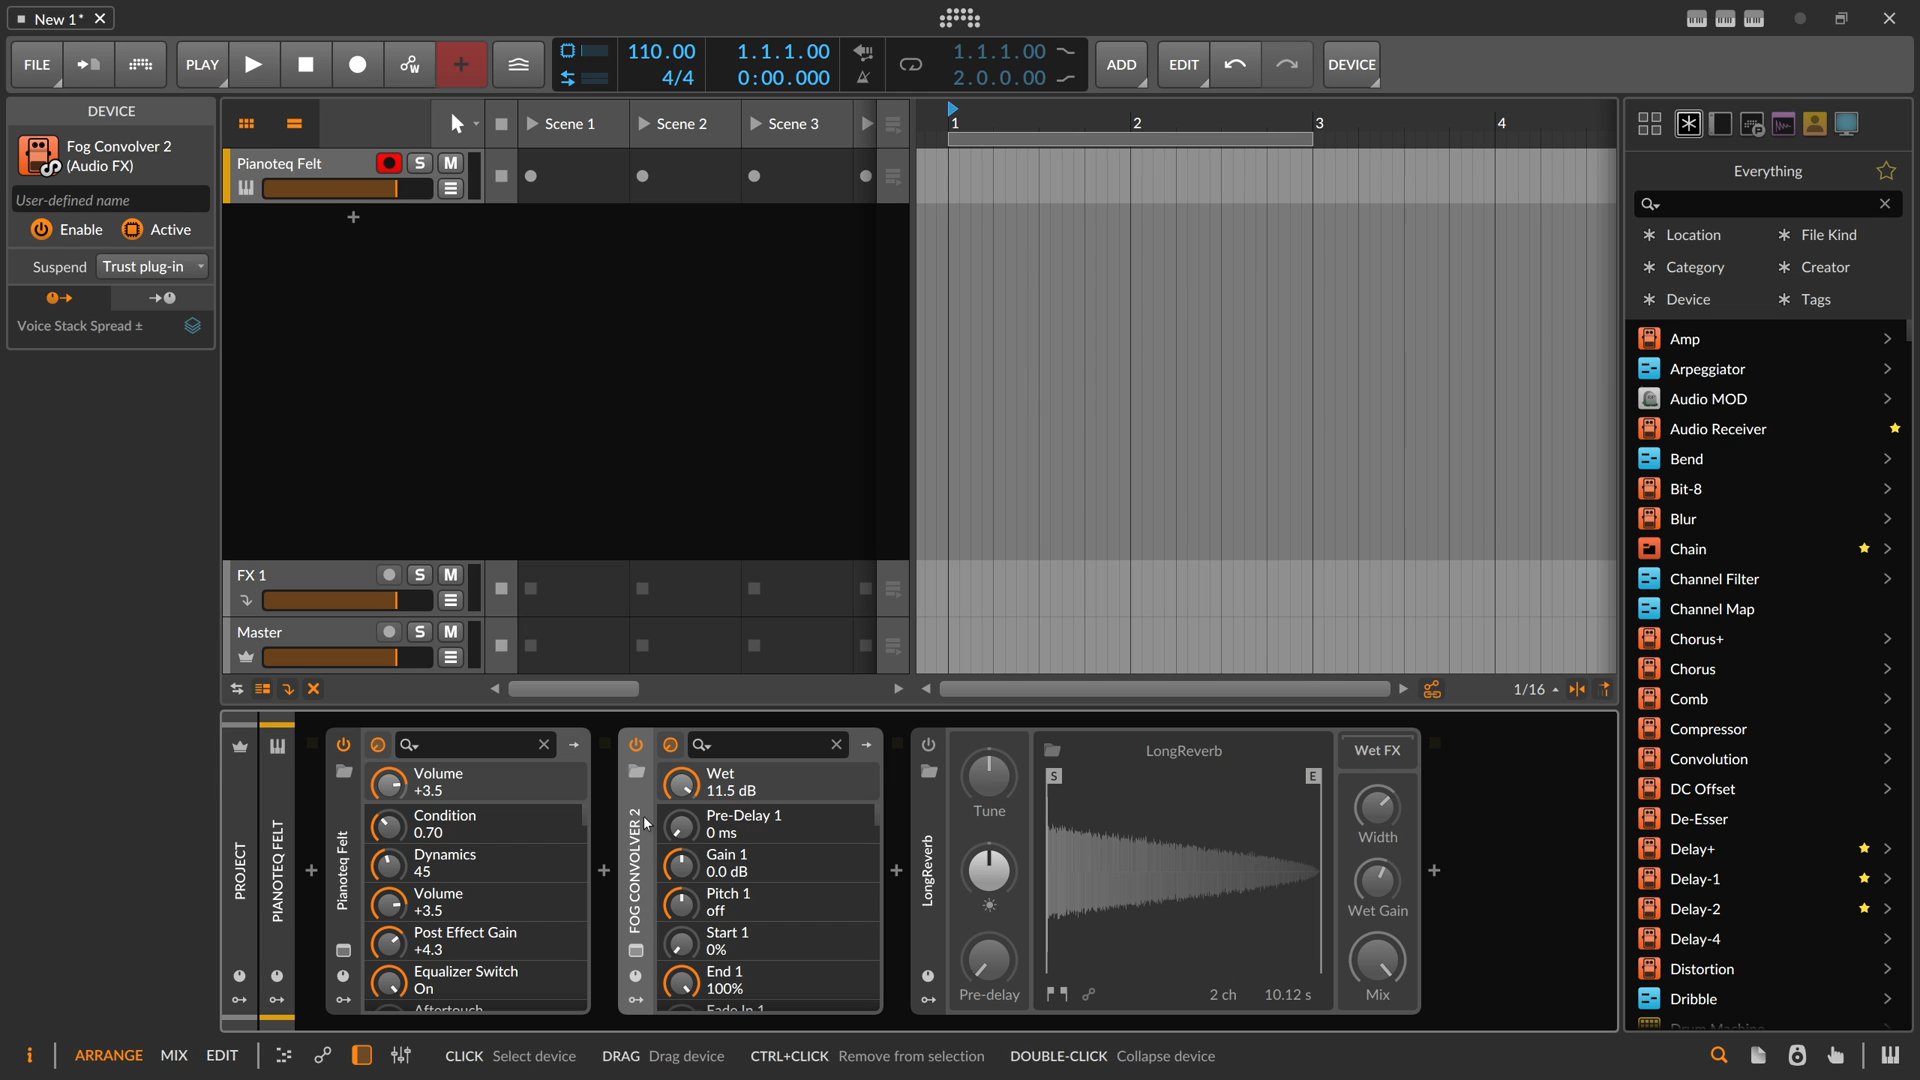 New 1*
FILE
PLAY
110.00
4/4
1.1.1.00
0:00.000
1.1.1.00
2.0.0.00
ADD
EDIT
DEVICE
DEVICE
Fog Convolver 2
(Audio FX)
User-defined name
Enable
Active
Suspend
Trust plug-in
Voice Stack Spread ±
Scene 1
Scene 2
Scene 3
Pianoteq Felt
S
M
FX 1
S
M
Master
S
M
1
2
3
4
1/16
Everything
Location
File Kind
Category
Creator
Device
Tags
Amp
Arpeggiator
Audio MOD
Audio Receiver
Bend
Bit-8
Blur
Chain
Channel Filter
Channel Map
Chorus+
Chorus
Comb
Compressor
Convolution
DC Offset
De-Esser
Delay+
Delay-1
Delay-2
Delay-4
Distortion
Dribble
Drum Machine
PROJECT
PIANOTEQ FELT
Pianoteq Felt
Volume
+3.5
Condition
0.70
Dynamics
45
Volume
+3.5
Post Effect Gain
+4.3
Equalizer Switch
On
Aftertouch
FOG CONVOLVER 2
Wet
11.5 dB
Pre-Delay 1
0 ms
Gain 1
0.0 dB
Pitch 1
off
Start 1
0%
End 1
100%
Fade In 1
LongReverb
Tune
Pre-delay
LongReverb
S
E
2 ch
10.12 s
Wet FX
Width
Wet Gain
Mix
ARRANGE
MIX
EDIT
CLICK Select device
DRAG Drag device
CTRL+CLICK Remove from selection
DOUBLE-CLICK Collapse device